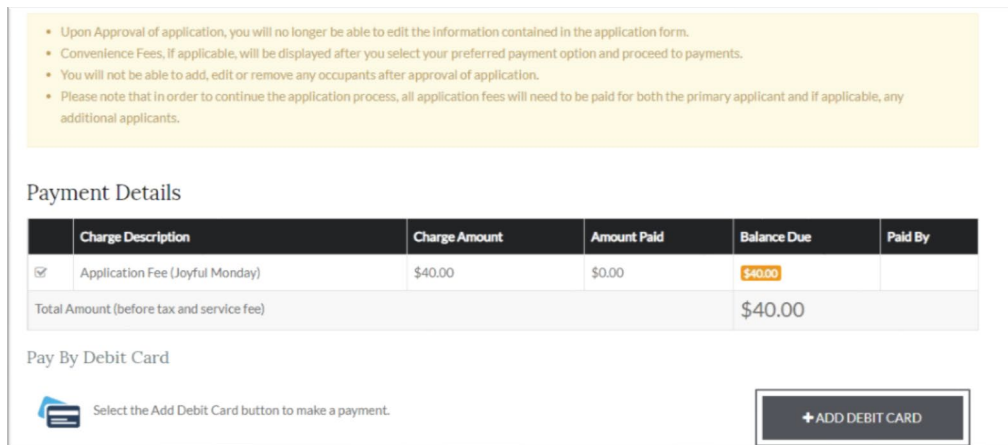 Upon Approval of application, you will no longer be able to edit the information contained in the application form.
Convenience Fees, if applicable, will be displayed after you select your preferred payment option and proceed to payments.
You will not be able to add, edit or remove any occupants after approval of application.
Please note that in order to continue the application process, all application fees will need to be paid for both the primary applicant and if applicable, any
additional applicants.
Payment Details
Charge Description Charge Amount Amount Paid Balance Due Paid By
Application Fee (Joyful Monday) $40.00 $0.00 $40.00
Total Amount (before tax and service fee) $40.00
Pay By Debit Card
Select the Add Debit Card button to make a payment.
+ ADD DEBIT CARD